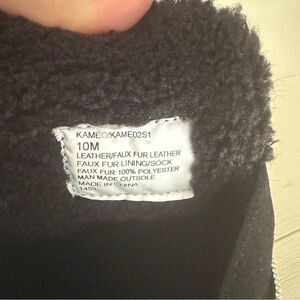 KAMEO/KAME02S1
10M
LEATHER/FAUX FUR LEATHER
FAUX FUR LINING/SOCK
FAUX FUR: 100% POLYESTER
MAN MADE OUTSOLE
MADE IN CHINA